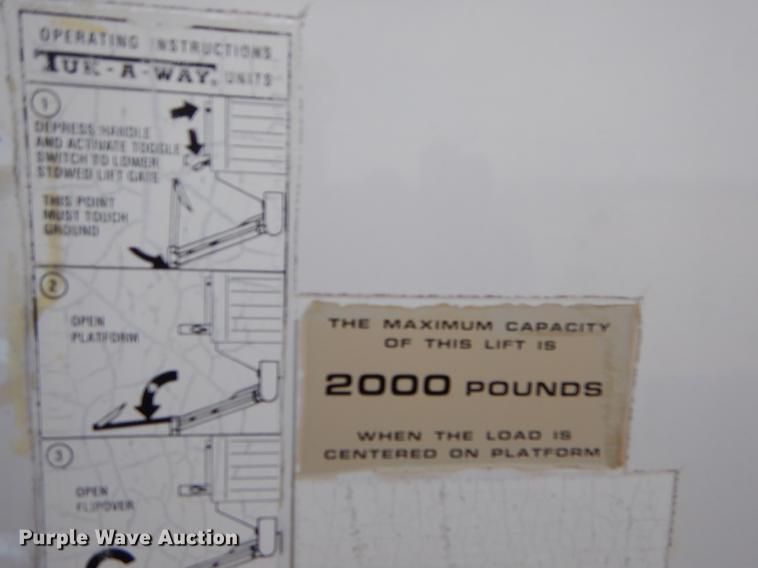 OPERATING INSTRUCTIONS
TUK-A-WAY. UNITS
1
DEPRESS HANDLE
AND ACTIVATE TOGGLE
SWITCH TO LOWER
STOWED LIFT GATE
THIS POINT
MUST TOUCH
GROUND
2
OPEN
PLATFORM
3
OPEN
FLIPOVER
THE MAXIMUM CAPACITY
OF THIS LIFT IS
2000 POUNDS
WHEN THE LOAD IS
CENTERED ON PLATFORM
Purple Wave Auction